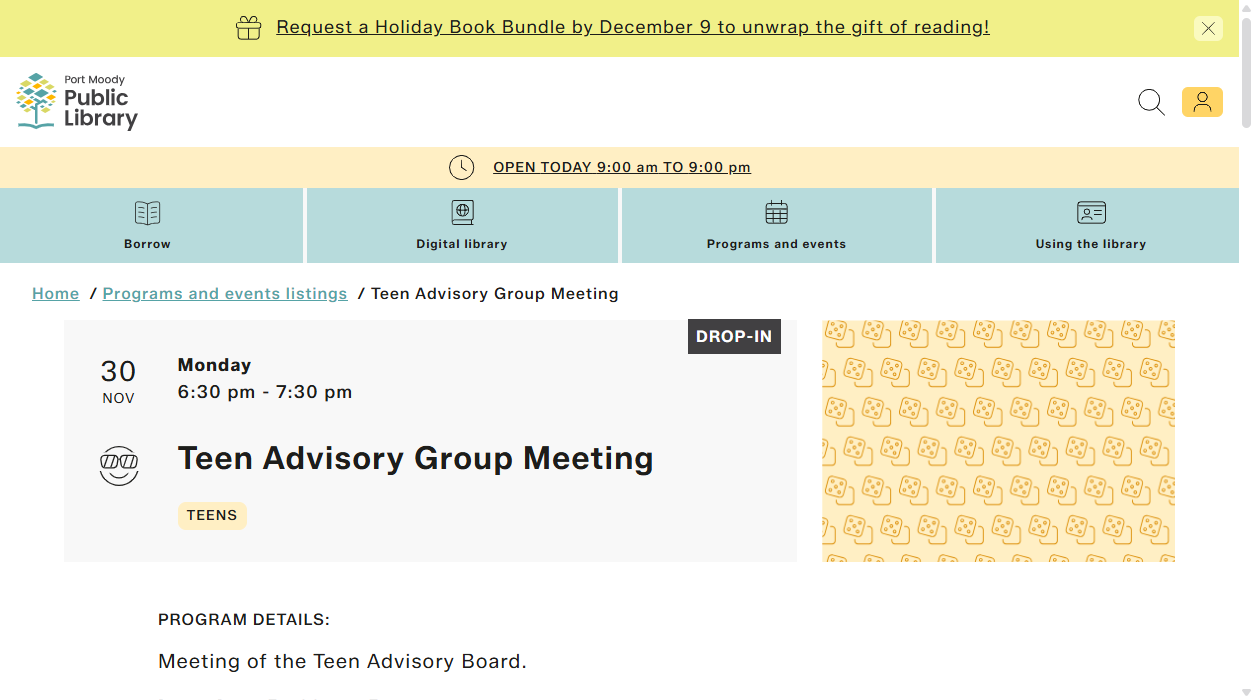 Request a Holiday Book Bundle by December 9 to unwrap the gift of reading!
Port Moody
Public
Library
OPEN TODAY 9:00 am TO 9:00 pm
Borrow
Digital library
Programs and events
Using the library
Home / Programs and events listings / Teen Advisory Group Meeting
DROP-IN
30
NOV
Monday
6:30 pm - 7:30 pm
Teen Advisory Group Meeting
TEENS
PROGRAM DETAILS:
Meeting of the Teen Advisory Board.